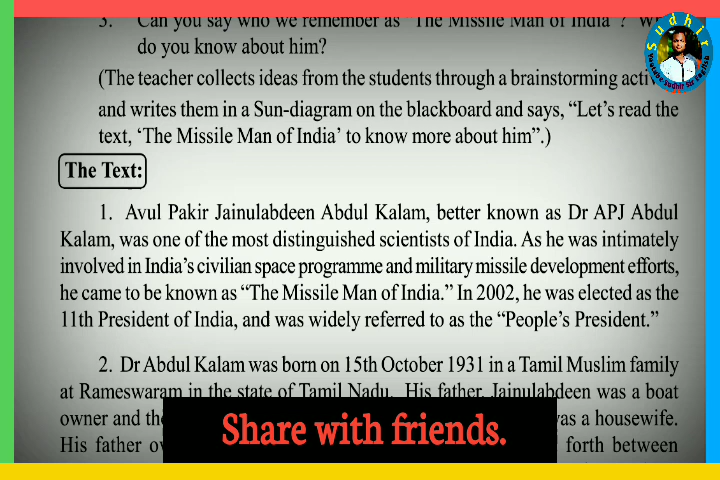 3. Can you say who we remember as "The Missile Man of India"?
do you know about him?
(The teacher collects ideas from the students through a brainstorming
and writes them in a Sun-diagram on the blackboard and says, “Let’s read the
text, ‘The Missile Man of India’ to know more about him”.)
The Text:
1. Avul Pakir Jainulabdeen Abdul Kalam, better known as Dr APJ Abdul
Kalam, was one of the most distinguished scientists of India. As he was intimately
involved in India’s civilian space programme and military missile development efforts,
he came to be known as “The Missile Man of India.” In 2002, he was elected as the
11th President of India, and was widely referred to as the “People’s President.”
2. Dr Abdul Kalam was born on 15th October 1931 in a Tamil Muslim family
at Rameswaram in the state of Tamil Nadu. His father, Jainulabdeen was a boat
owner and was a housewife.
His father forth between
Share with friends.
Sudhir